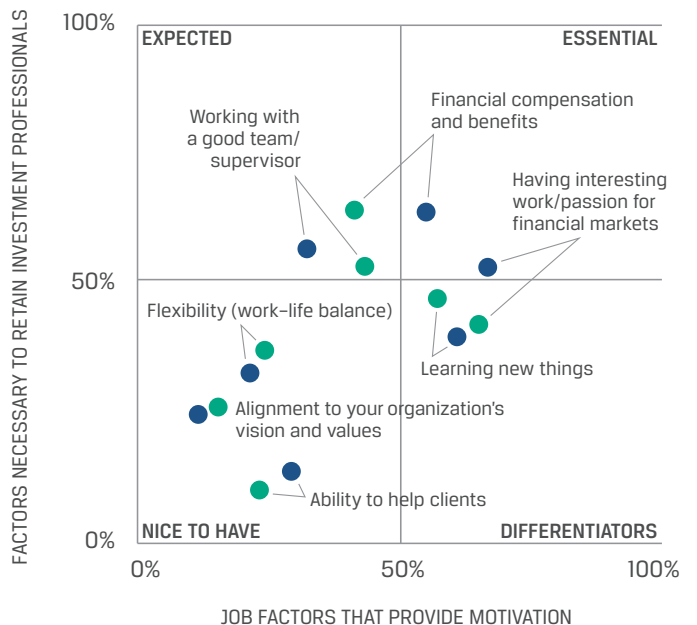 FACTORS NECESSARY TO RETAIN INVESTMENT PROFESSIONALS
100%
EXPECTED
ESSENTIAL
Financial compensation
and benefits
Working with
a good team/
supervisor
Having interesting
work/passion for
financial markets
50%
Flexibility (work–life balance)
Learning new things
Alignment to your organization's
vision and values
Ability to help clients
NICE TO HAVE
DIFFERENTIATORS
0%
0%
50%
100%
JOB FACTORS THAT PROVIDE MOTIVATION